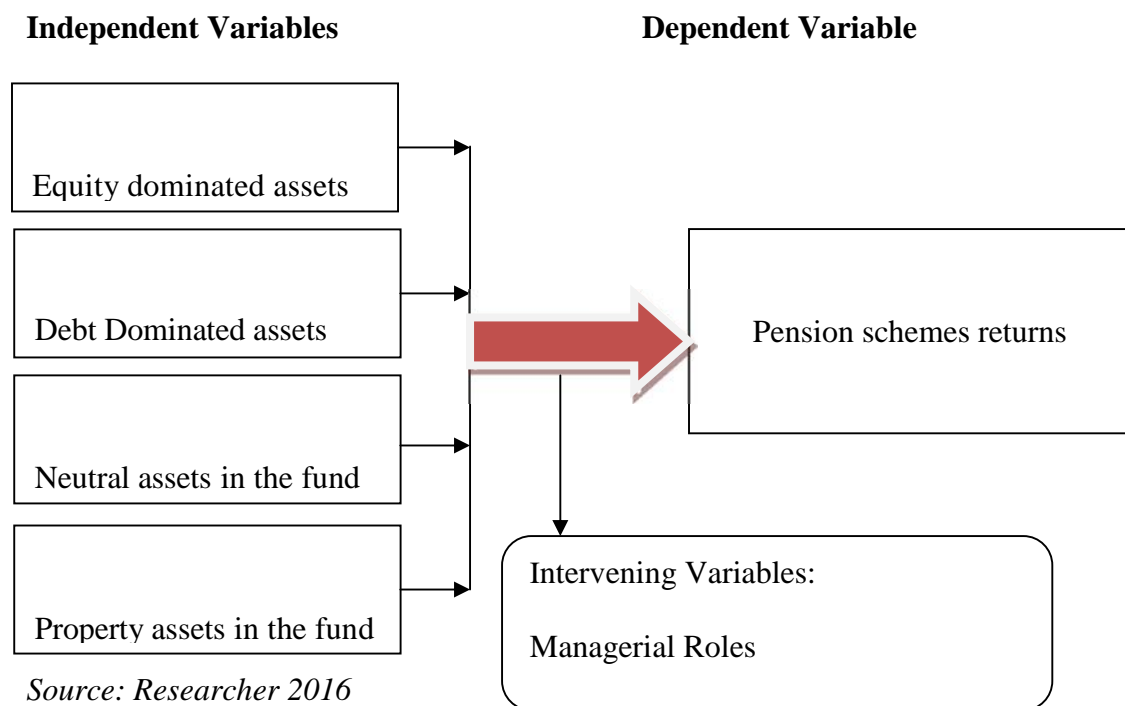 Independent Variables
Dependent Variable
Equity dominated assets
Debt Dominated assets
Neutral assets in the fund
Property assets in the fund
Pension schemes returns
Intervening Variables:
Managerial Roles
Source: Researcher 2016